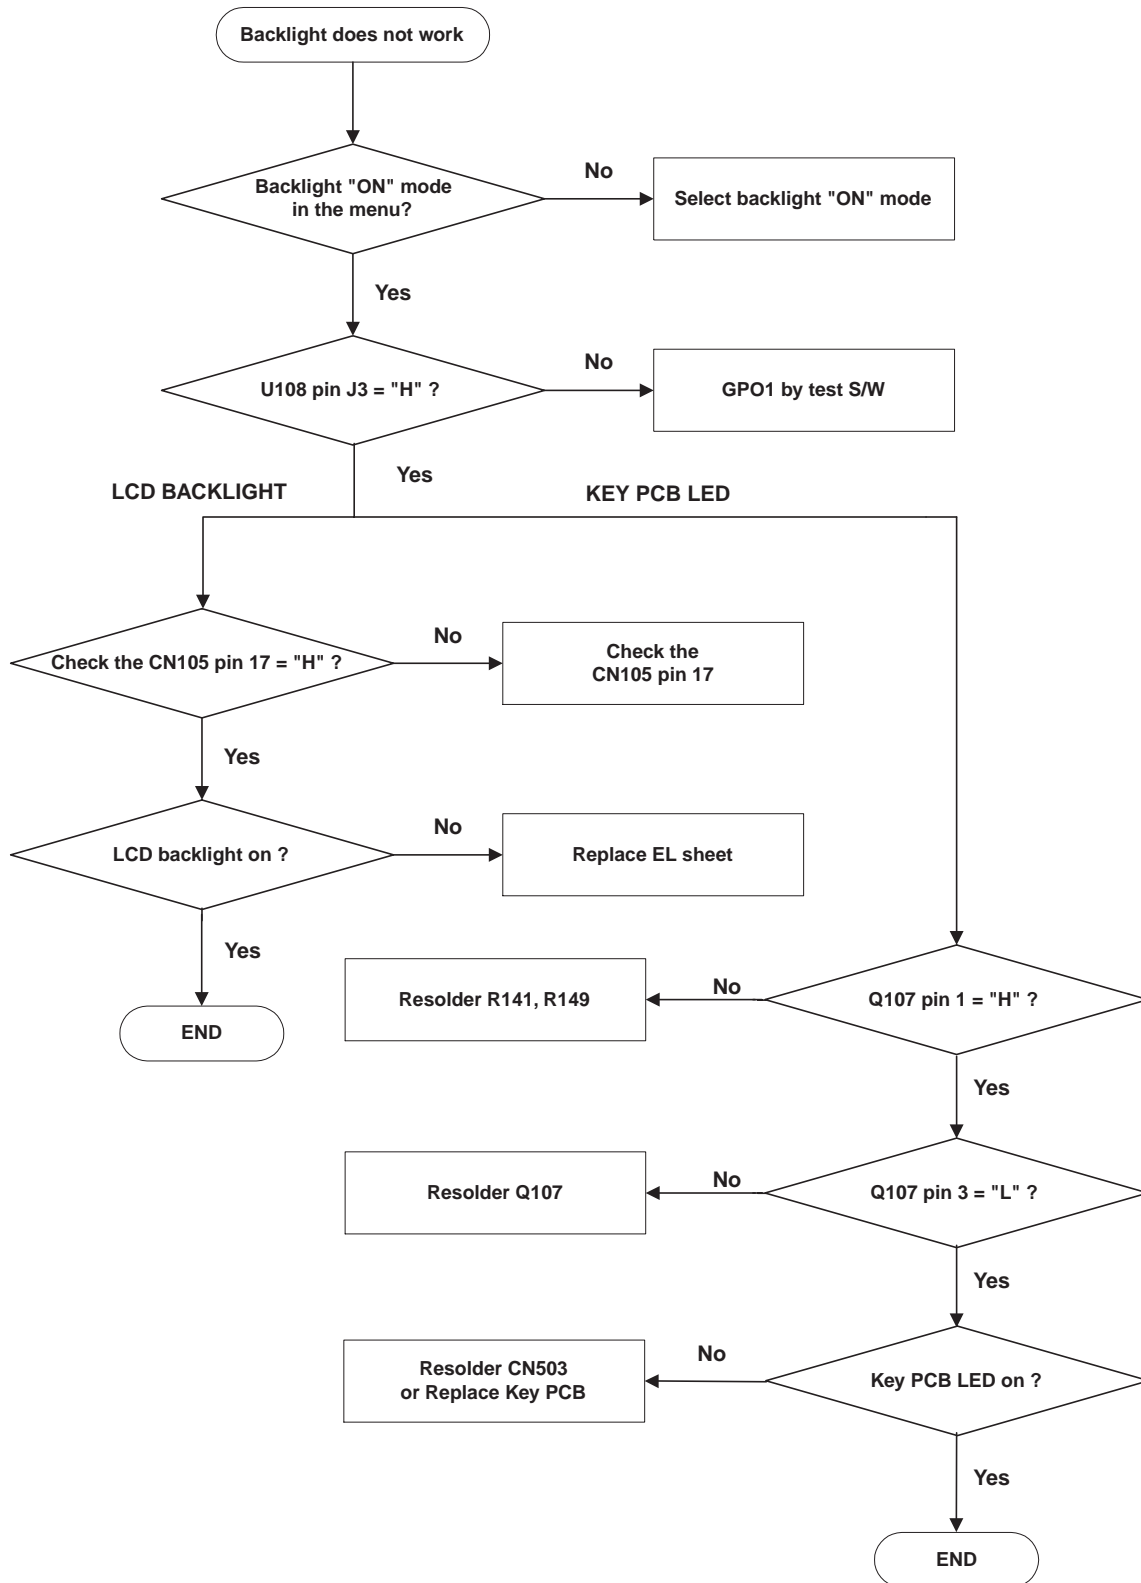 Backlight does not work
Backlight "ON" mode
in the menu?
No
Select backlight "ON" mode
Yes
U108 pin J3 = "H" ?
No
GPO1 by test S/W
Yes
LCD BACKLIGHT
KEY PCB LED
Check the CN105 pin 17 = "H" ?
No
Check the
CN105 pin 17
Yes
LCD backlight on ?
No
Replace EL sheet
Yes
END
Q107 pin 1 = "H" ?
No
Resolder R141, R149
Yes
Q107 pin 3 = "L" ?
No
Resolder Q107
Yes
Key PCB LED on ?
No
Resolder CN503
or Replace Key PCB
Yes
END